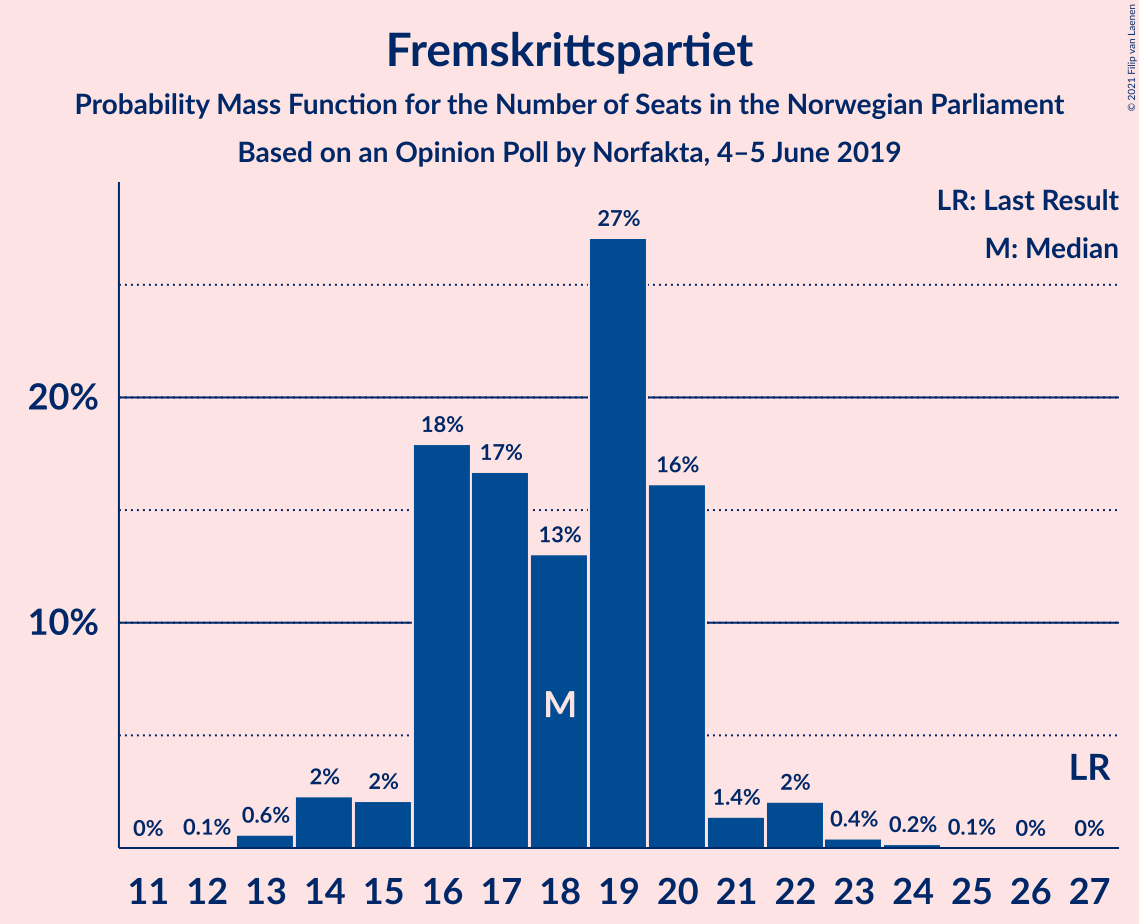 Fremskrittspartiet
Probability Mass Function for the Number of Seats in the Norwegian Parliament
Based on an Opinion Poll by Norfakta, 4–5 June 2019
© 2021 Filip van Laenen
LR: Last Result
M: Median
27%
20%
18%
17%
16%
13%
10%
M
LR
2%
2%
2%
1.4%
0%
0.1%
0.6%
0.4%
0.2%
0.1%
0%
0%
11 12 13 14 15 16 17 18 19 20 21 22 23 24 25 26 27